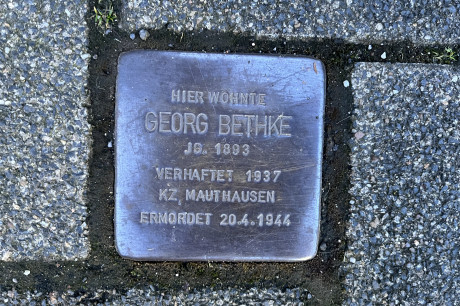 HIER WOHNTE
GEORG BETHKE
JG. 1893
VERHAFTET 1937
KZ MAUTHAUSEN
ERMORDET 20.4.1944